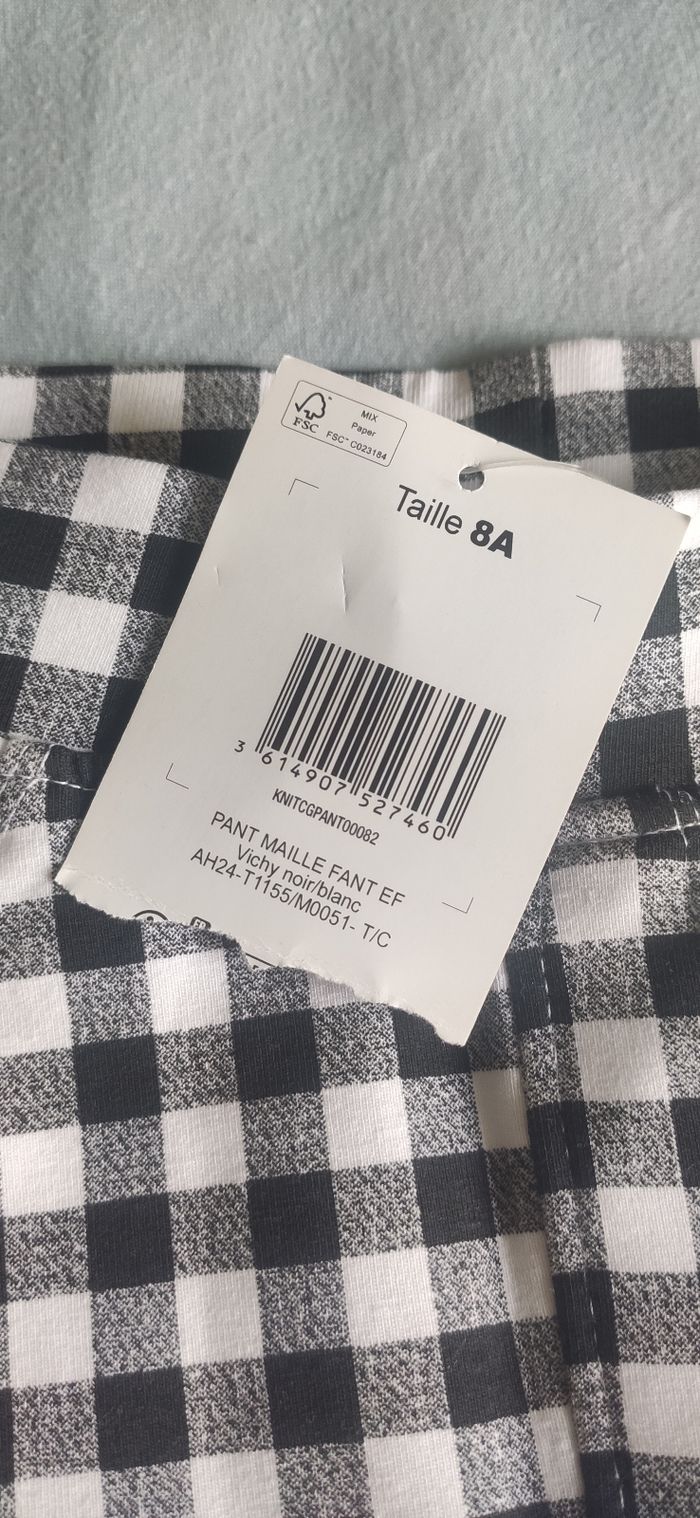 MIX
Paper
FSC™ C023184
FSC
Taille 8A
3 614907 527460
KNITCGPANT00082
PANT MAILLE FANT EF
Vichy noir/blanc
AH24-T1155/M0051- T/C